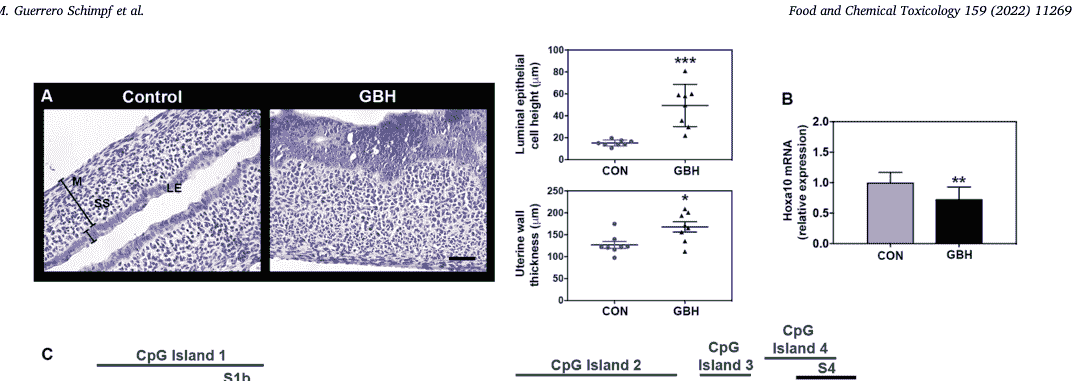 M. Guerrero Schimpf et al.
Food and Chemical Toxicology 159 (2022) 11269
A
Control
GBH
M
SS
LE
Luminal epithelial
cell height (µm)
100
80
60
40
20
0
***
CON
GBH
Uterine wall
thickness (µm)
250
200
150
100
50
0
*
CON
GBH
B
Hoxa10 mRNA
(relative expression)
2.0
1.5
1.0
0.5
0.0
**
CON
GBH
C
CpG Island 1
S1b
CpG Island 2
CpG
Island 3
CpG
Island 4
S4